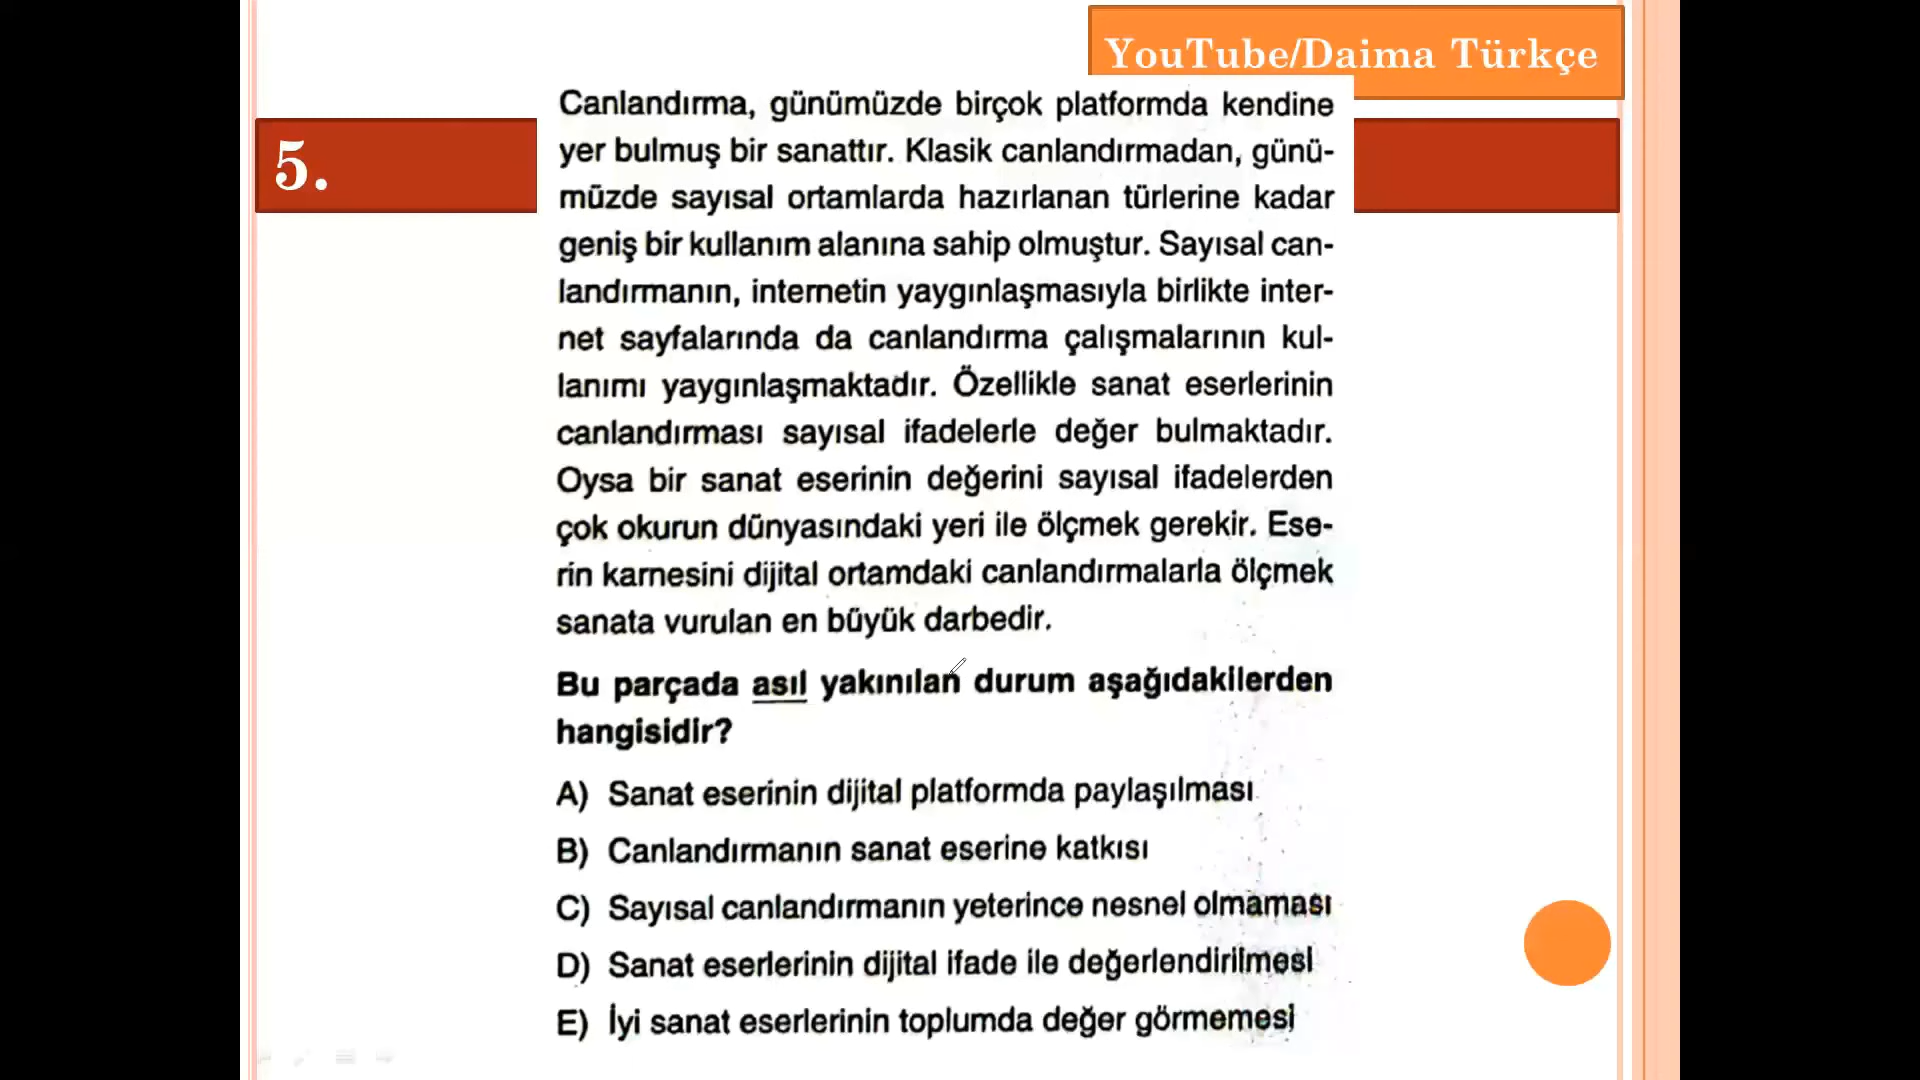 YouTube/Daima Türkçe
5.
Canlandırma, günümüzde birçok platformda kendine
yer bulmuş bir sanattır. Klasik canlandırmadan, günü-
müzde sayısal ortamlarda hazırlanan türlerine kadar
geniş bir kullanım alanına sahip olmuştur. Sayısal can-
landırmanın, internetin yaygınlaşmasıyla birlikte inter-
net sayfalarında da canlandırma çalışmalarının kul-
lanımı yaygınlaşmaktadır. Özellikle sanat eserlerinin
canlandırması sayısal ifadelerle değer bulmaktadır.
Oysa bir sanat eserinin değerini sayısal ifadelerden
çok okurun dünyasındaki yeri ile ölçmek gerekir. Ese-
rin karnesini dijital ortamdaki canlandırmalarla ölçmek
sanata vurulan en büyük darbedir.
Bu parçada asıl yakınılan durum aşağıdakilerden
hangisidir?
A) Sanat eserinin dijital platformda paylaşılması
B) Canlandırmanın sanat eserine katkısı
C) Sayısal canlandırmanın yeterince nesnel olmaması
D) Sanat eserlerinin dijital ifade ile değerlendirilmesi
E) İyi sanat eserlerinin toplumda değer görmemesi